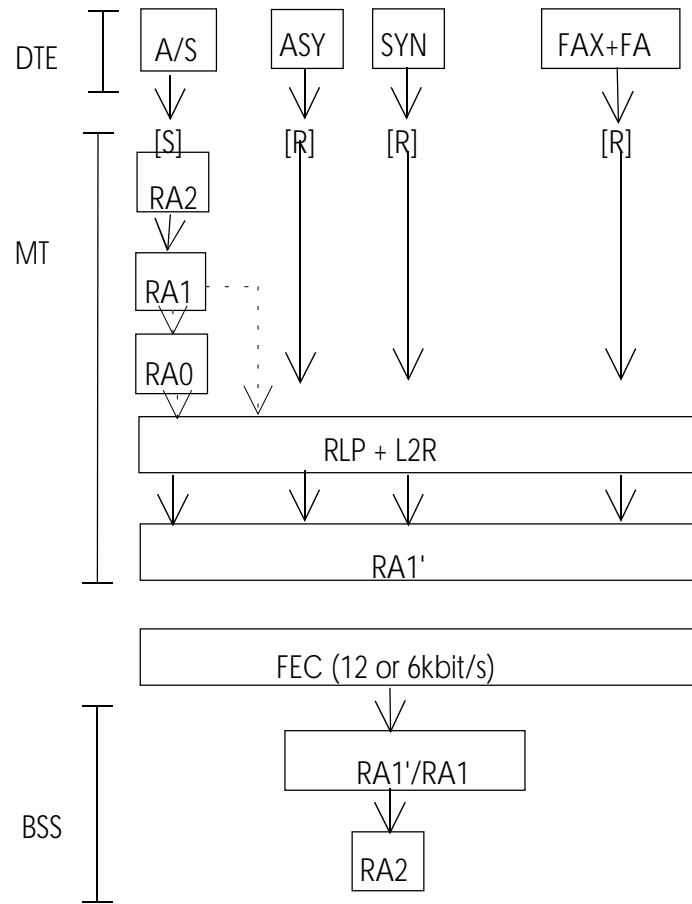 DTE A/S ASY SYN FAX+FA
[S] [R] [R] [R]
RA2
MT
RA1
RA0
RLP + L2R
RA1'
FEC (12 or 6kbit/s)
RA1'/RA1
BSS
RA2